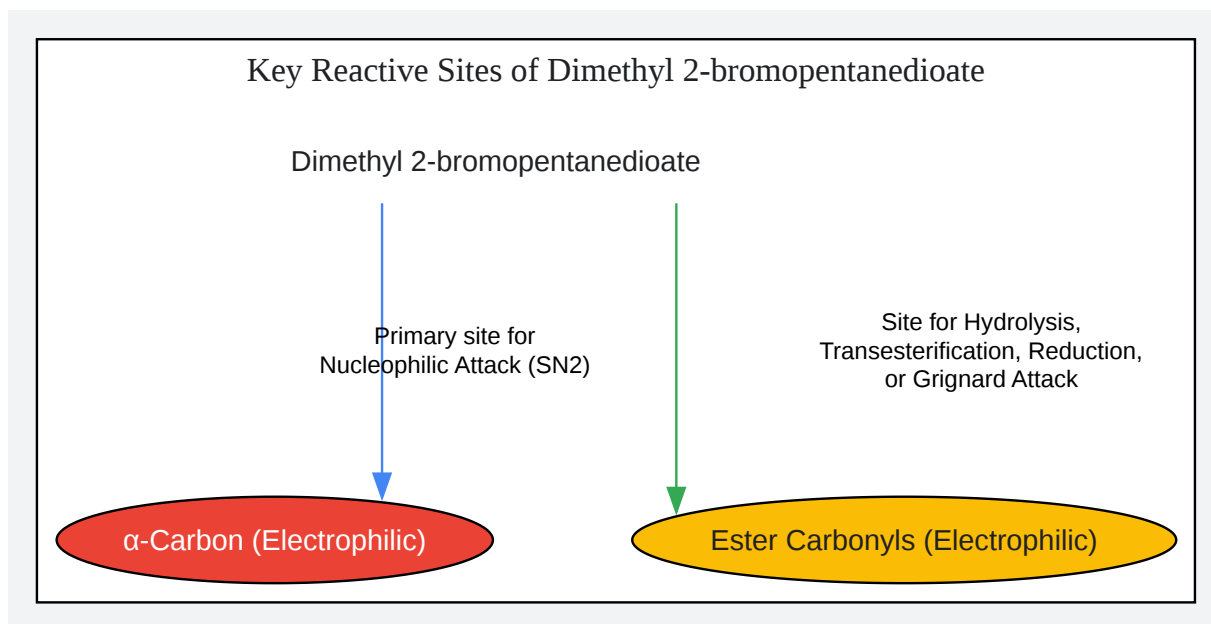 Key Reactive Sites of Dimethyl 2-bromopentanedioate
Dimethyl 2-bromopentanedioate
Primary site for
Nucleophilic Attack (SN2)
Site for Hydrolysis,
Transesterification, Reduction,
or Grignard Attack
α-Carbon (Electrophilic)
Ester Carbonyls (Electrophilic)